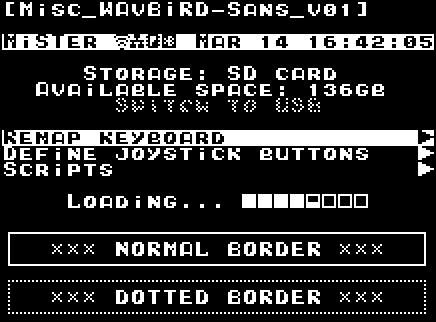 [MiSC_WAVBiRD-SANS_V01]
MiSTER MAR 14 16:42:05
STORAGE: SD CARD
AVAiLABLE SPACE: 136GB
SWiTCH TO USB
REMAP KEYBOARD ►
DEFiNE JOYSTiCK BUTTONS ►
SCRiPTS ►
LOADiNG...
××× NORMAL BORDER ×××
××× DOTTED BORDER ×××